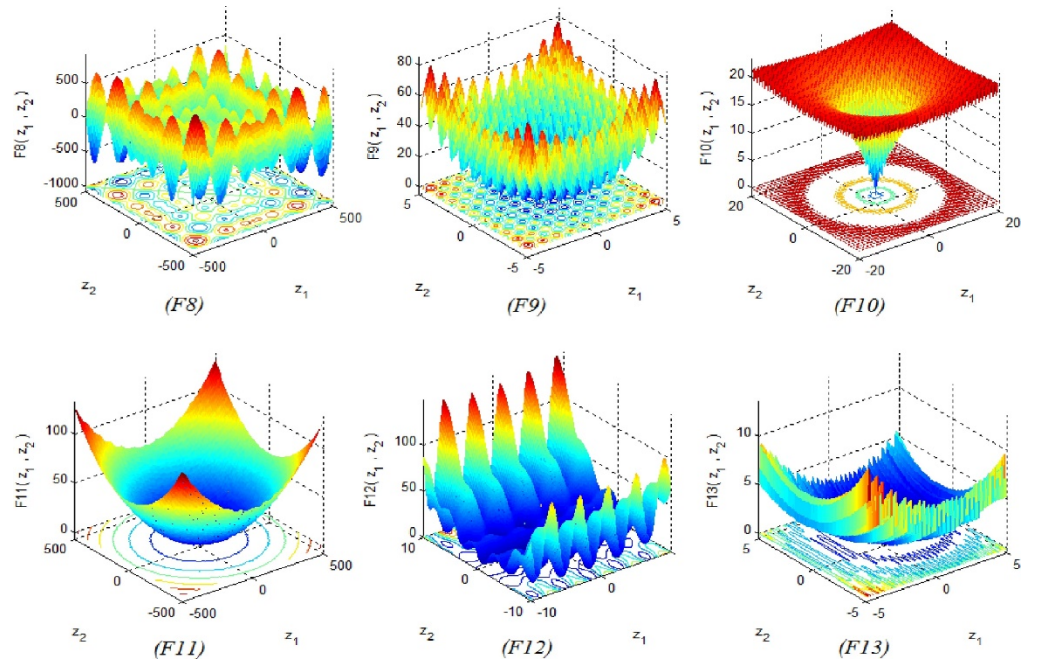 F8( z₁ , z₂ )
500
0
-500
-1000
500
0
-500
-500
0
500
z₂
z₁
(F8)
F9( z₁ , z₂ )
80
60
40
20
0
5
0
-5
-5
0
5
z₂
z₁
(F9)
F10( z₁ , z₂ )
20
15
10
5
0
20
0
-20
-20
0
20
z₂
z₁
(F10)
F11( z₁ , z₂ )
100
50
0
500
0
-500
-500
0
500
z₂
z₁
(F11)
F12( z₁ , z₂ )
100
50
0
10
0
-10
-10
0
z₂
z₁
(F12)
F13( z₁ , z₂ )
10
5
0
5
0
-5
-5
0
5
z₂
z₁
(F13)